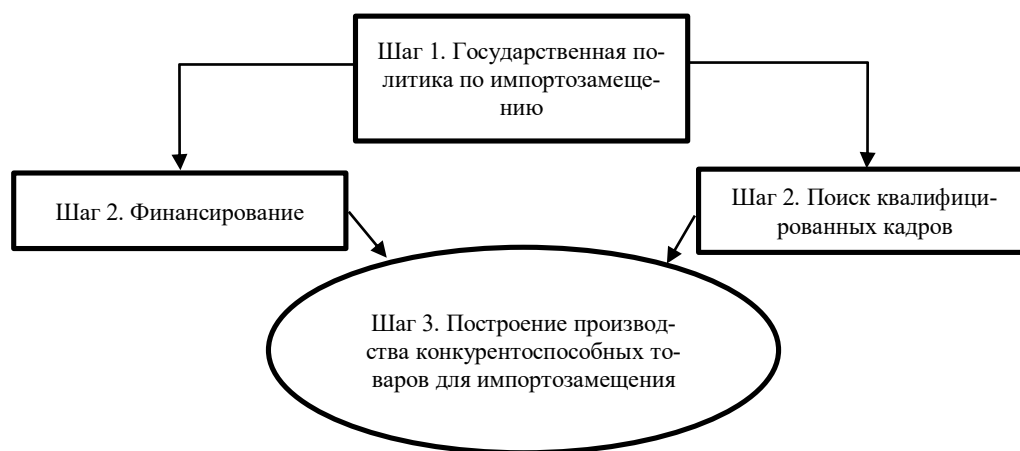 Шаг 1. Государственная по-
литика по импортозамеще-
нию
Шаг 2. Финансирование
Шаг 2. Поиск квалифици-
рованных кадров
Шаг 3. Построение производ-
ства конкурентоспособных то-
варов для импортозамещения